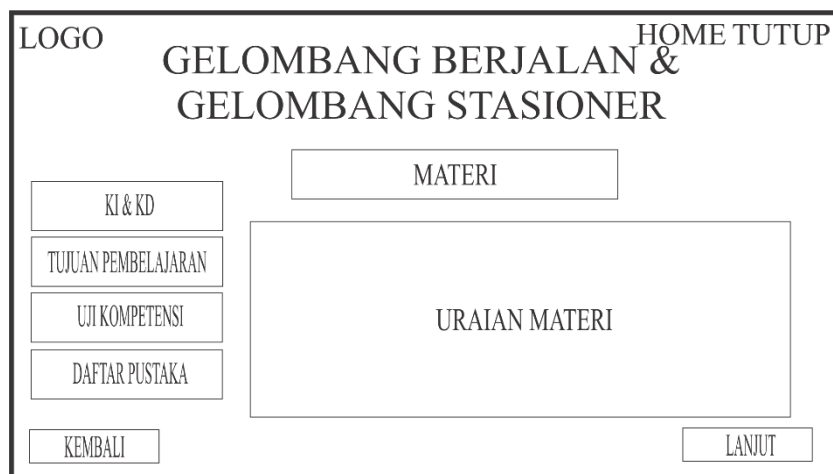 LOGO
HOME TUTUP
GELOMBANG BERJALAN &
GELOMBANG STASIONER
MATERI
KI & KD
TUJUAN PEMBELAJARAN
UJI KOMPETENSI
DAFTAR PUSTAKA
URAIAN MATERI
KEMBALI
LANJUT